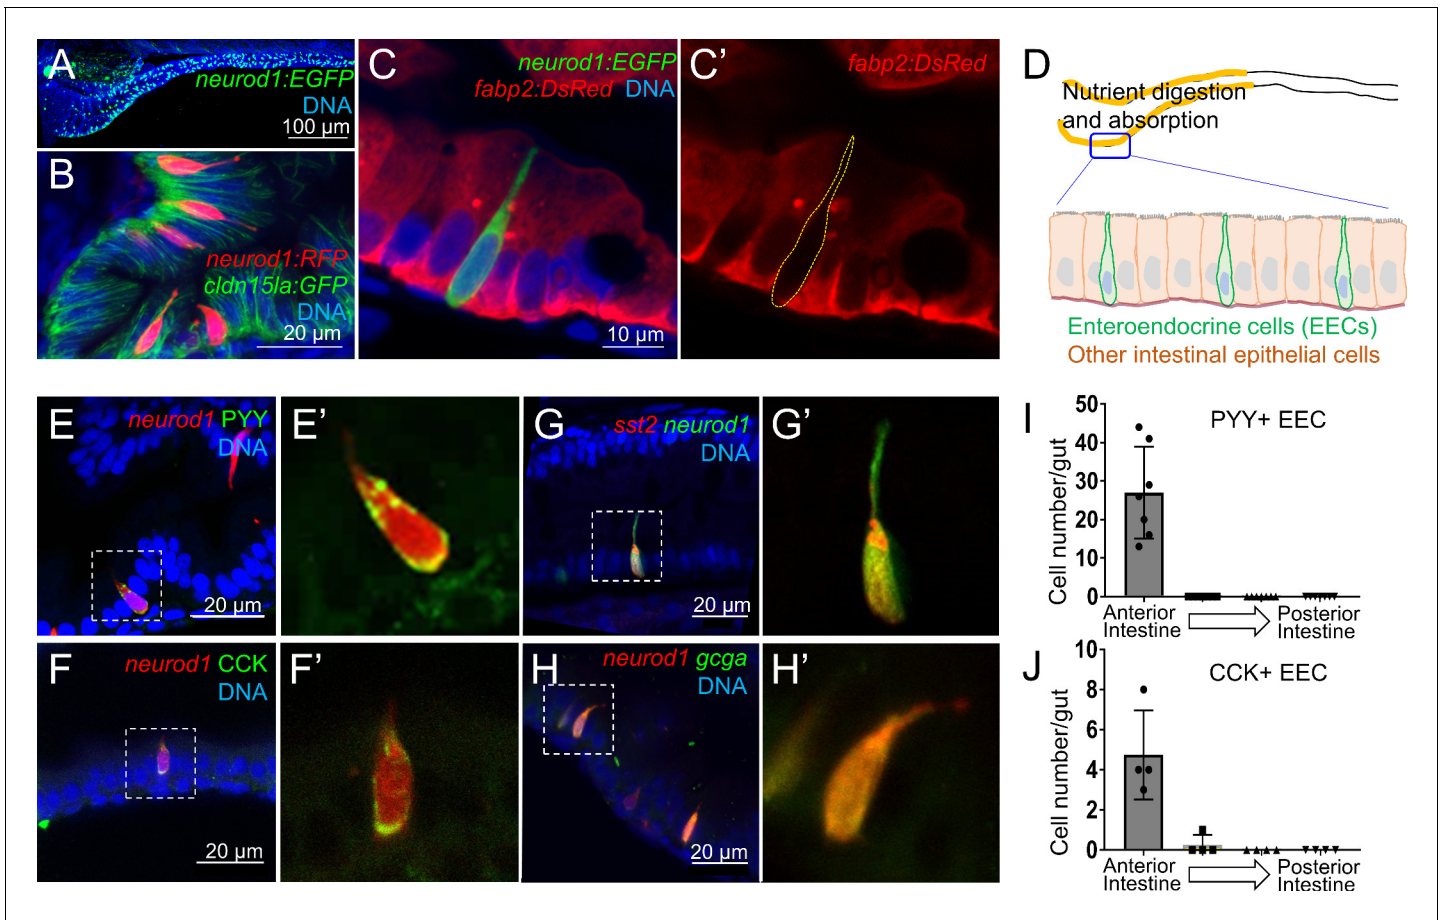 A
neurod1:EGFP
DNA
100 µm
B
neurod1:RFP
cldn15la:GFP
DNA
20 µm
C
neurod1:EGFP
fabp2:DsRed DNA
10 µm
C'
fabp2:DsRed
D
Nutrient digestion
and absorption
Enteroendocrine cells (EECs)
Other intestinal epithelial cells
E
neurod1 PYY
DNA
20 µm
E'
G
sst2 neurod1
DNA
20 µm
G'
F
neurod1 CCK
DNA
20 µm
F'
H
neurod1 gcga
DNA
20 µm
H'
I
PYY+ EEC
Cell number/gut
50
40
30
20
10
0
Anterior
Intestine
Posterior
Intestine
J
CCK+ EEC
Cell number/gut
10
8
6
4
2
0
Anterior
Intestine
Posterior
Intestine